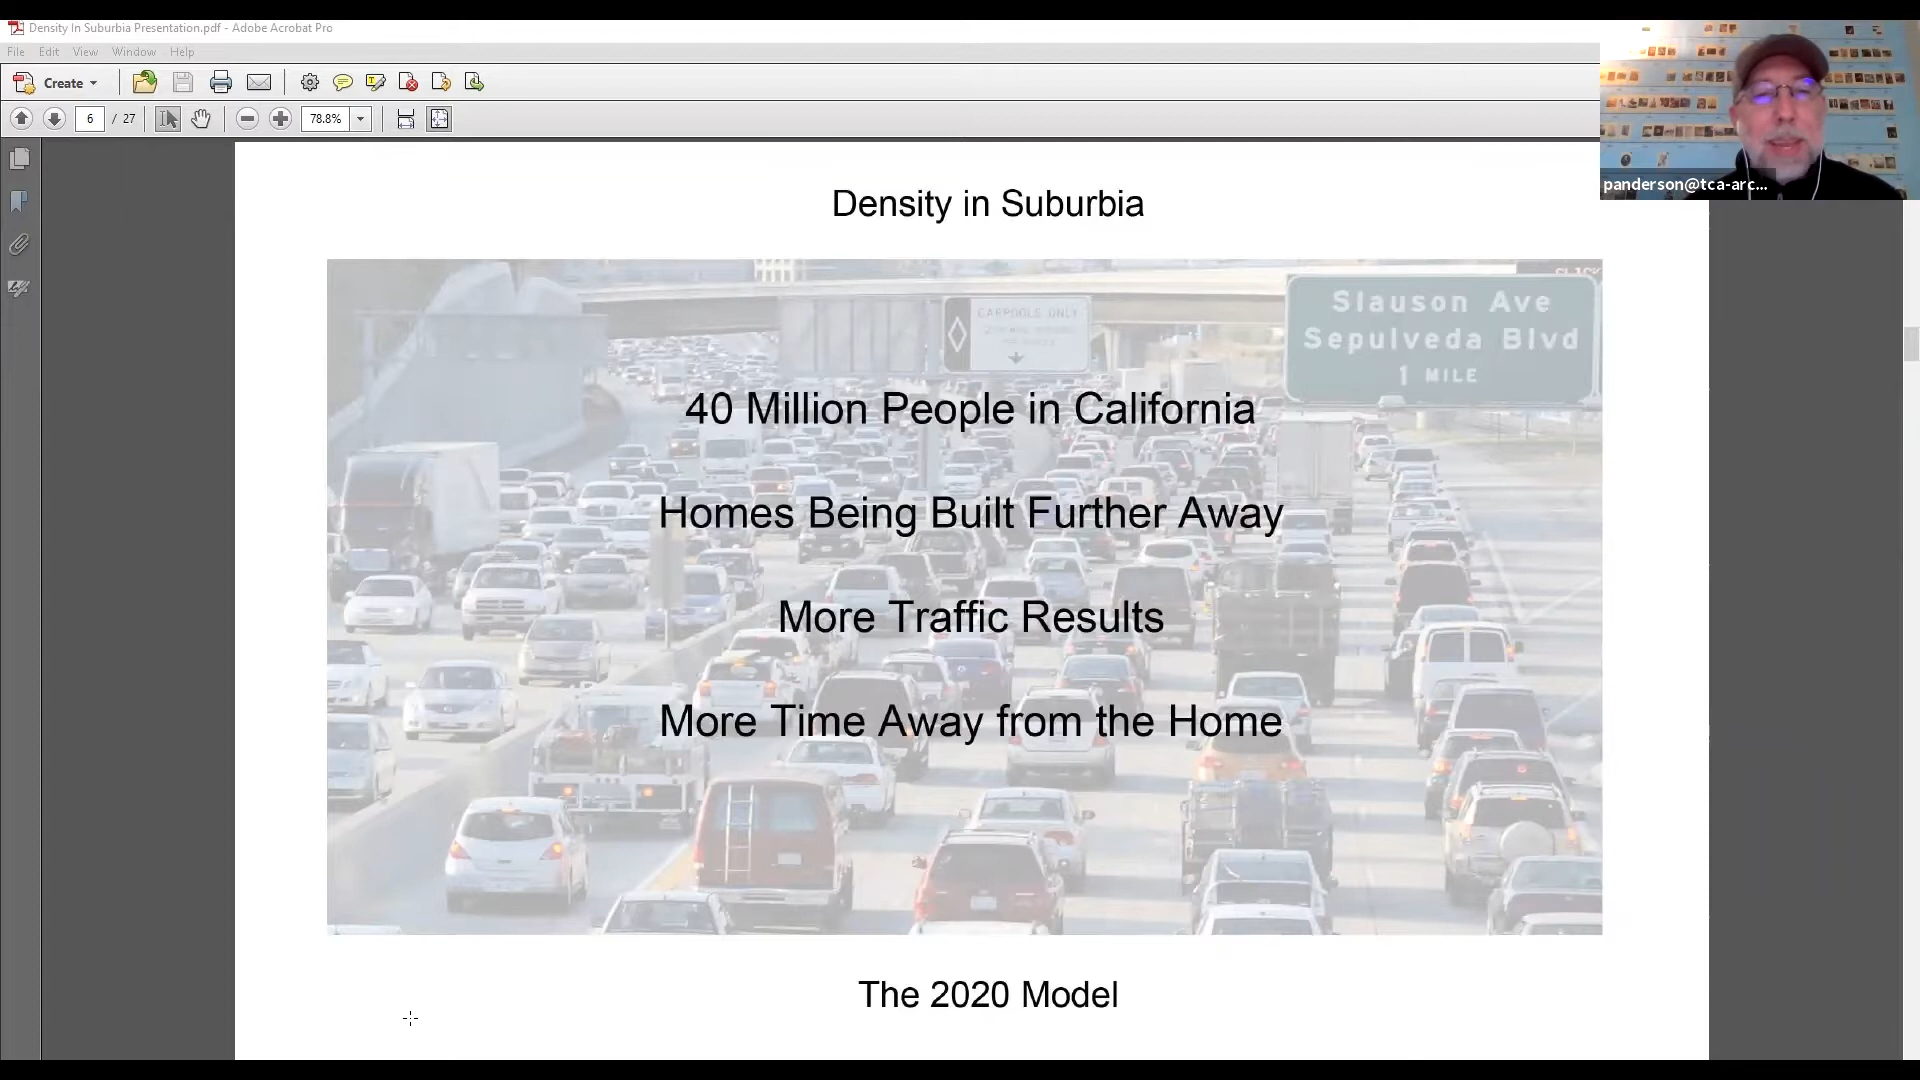 Density In Suburbia Presentation.pdf - Adobe Acrobat Pro
File Edit View Window Help
Create
6 / 27
78.8%
panderson@tca-arc...
Density in Suburbia
Slauson Ave
Sepulveda Blvd
1 MILE
CARPOOLS ONLY
40 Million People in California
Homes Being Built Further Away
More Traffic Results
More Time Away from the Home
The 2020 Model